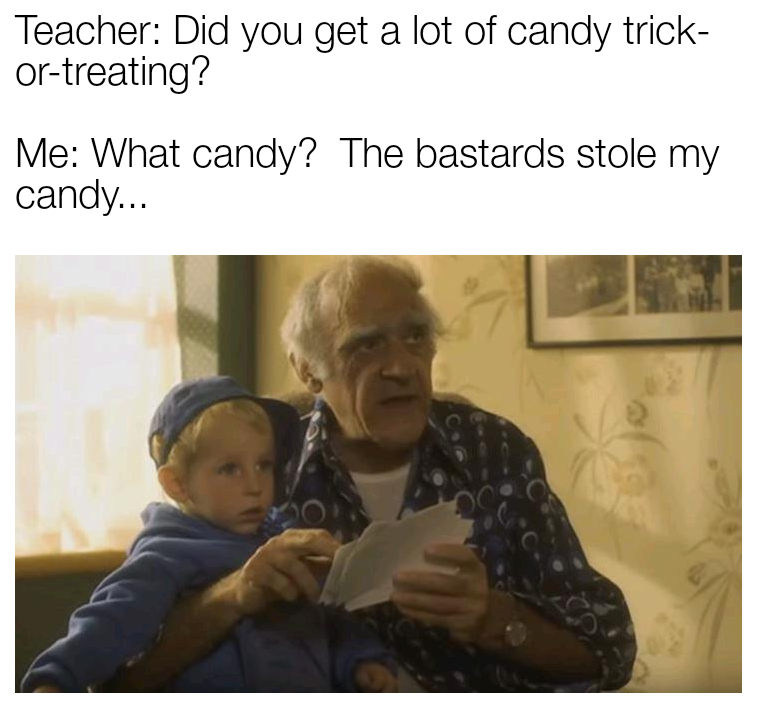 Teacher: Did you get a lot of candy trick-
or-treating?
Me: What candy?  The bastards stole my
candy...